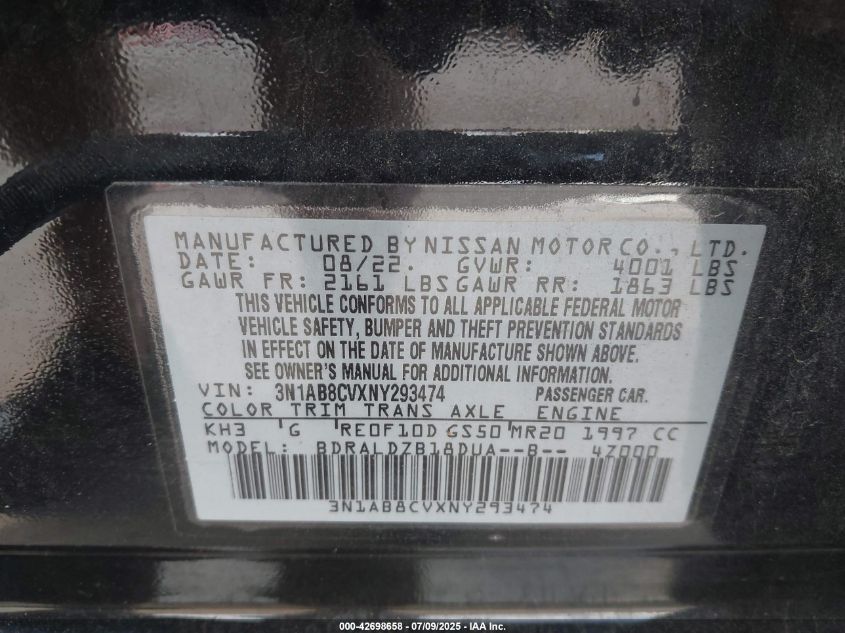 MANUFACTURED BY NISSAN MOTOR CO., LTD.
DATE: 08/22. GVWR: 4001 LBS
GAWR FR: 2161 LBS GAWR RR: 1863 LBS
THIS VEHICLE CONFORMS TO ALL APPLICABLE FEDERAL MOTOR
VEHICLE SAFETY, BUMPER AND THEFT PREVENTION STANDARDS
IN EFFECT ON THE DATE OF MANUFACTURE SHOWN ABOVE.
SEE OWNER'S MANUAL FOR ADDITIONAL INFORMATION.
VIN: 3N1AB8CVXNY293474 PASSENGER CAR.
COLOR TRIM TRANS AXLE ENGINE
KH3 G RE0F10D GS50 MR20 1997 CC
MODEL: BDRALDZB18DUA--B-- 4Z000
3N1AB8CVXNY293474
000-42698658 - 07/09/2025 - IAA Inc.